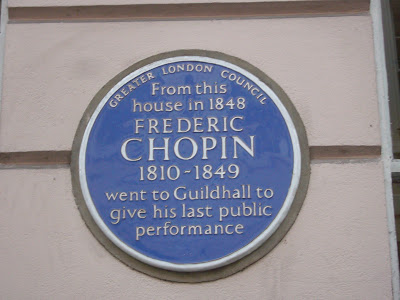 GREATER LONDON COUNCIL
From this
house in 1848
FREDERIC
CHOPIN
1810-1849
went to Guildhall to
give his last public
performance